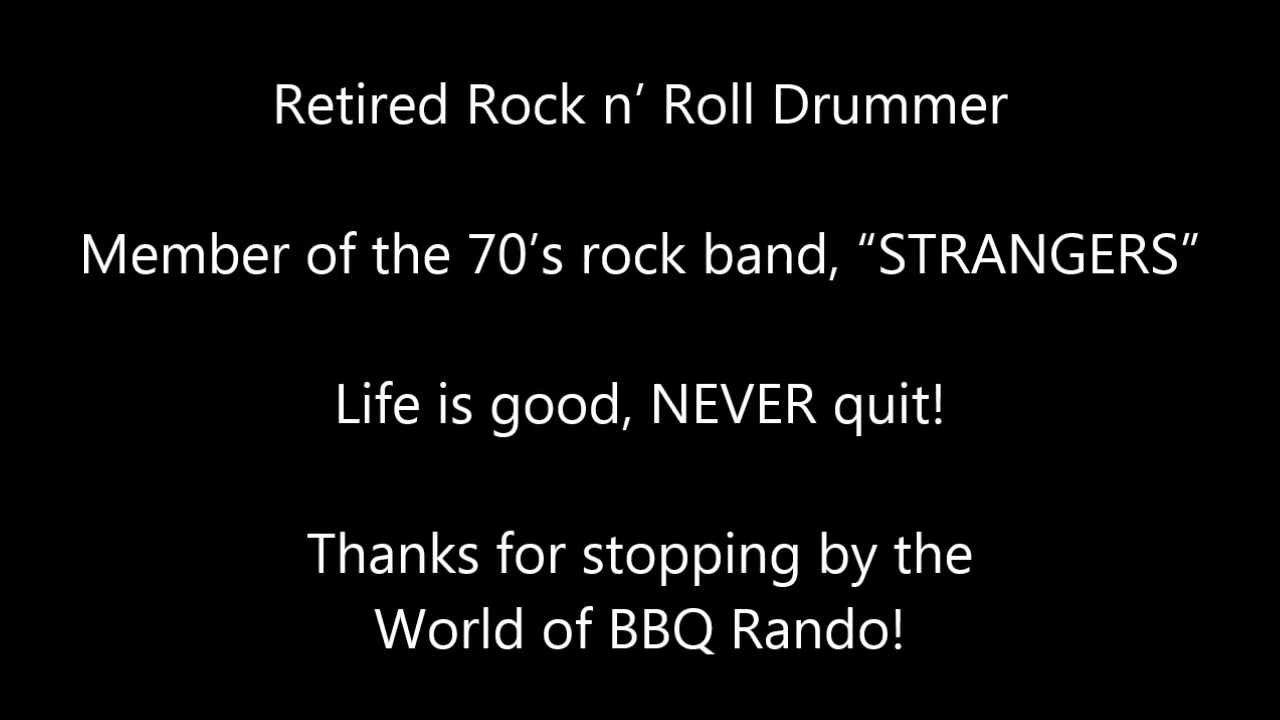 Retired Rock n’ Roll Drummer
Member of the 70’s rock band, “STRANGERS”
Life is good, NEVER quit!
Thanks for stopping by the
World of BBQ Rando!